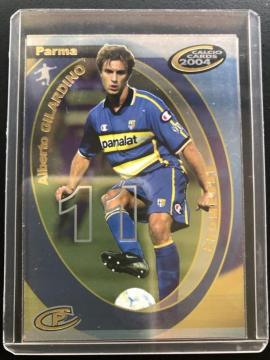 Parma
CALCIO
CARDS
2004
Alberto GILARDINO
parmalat
11